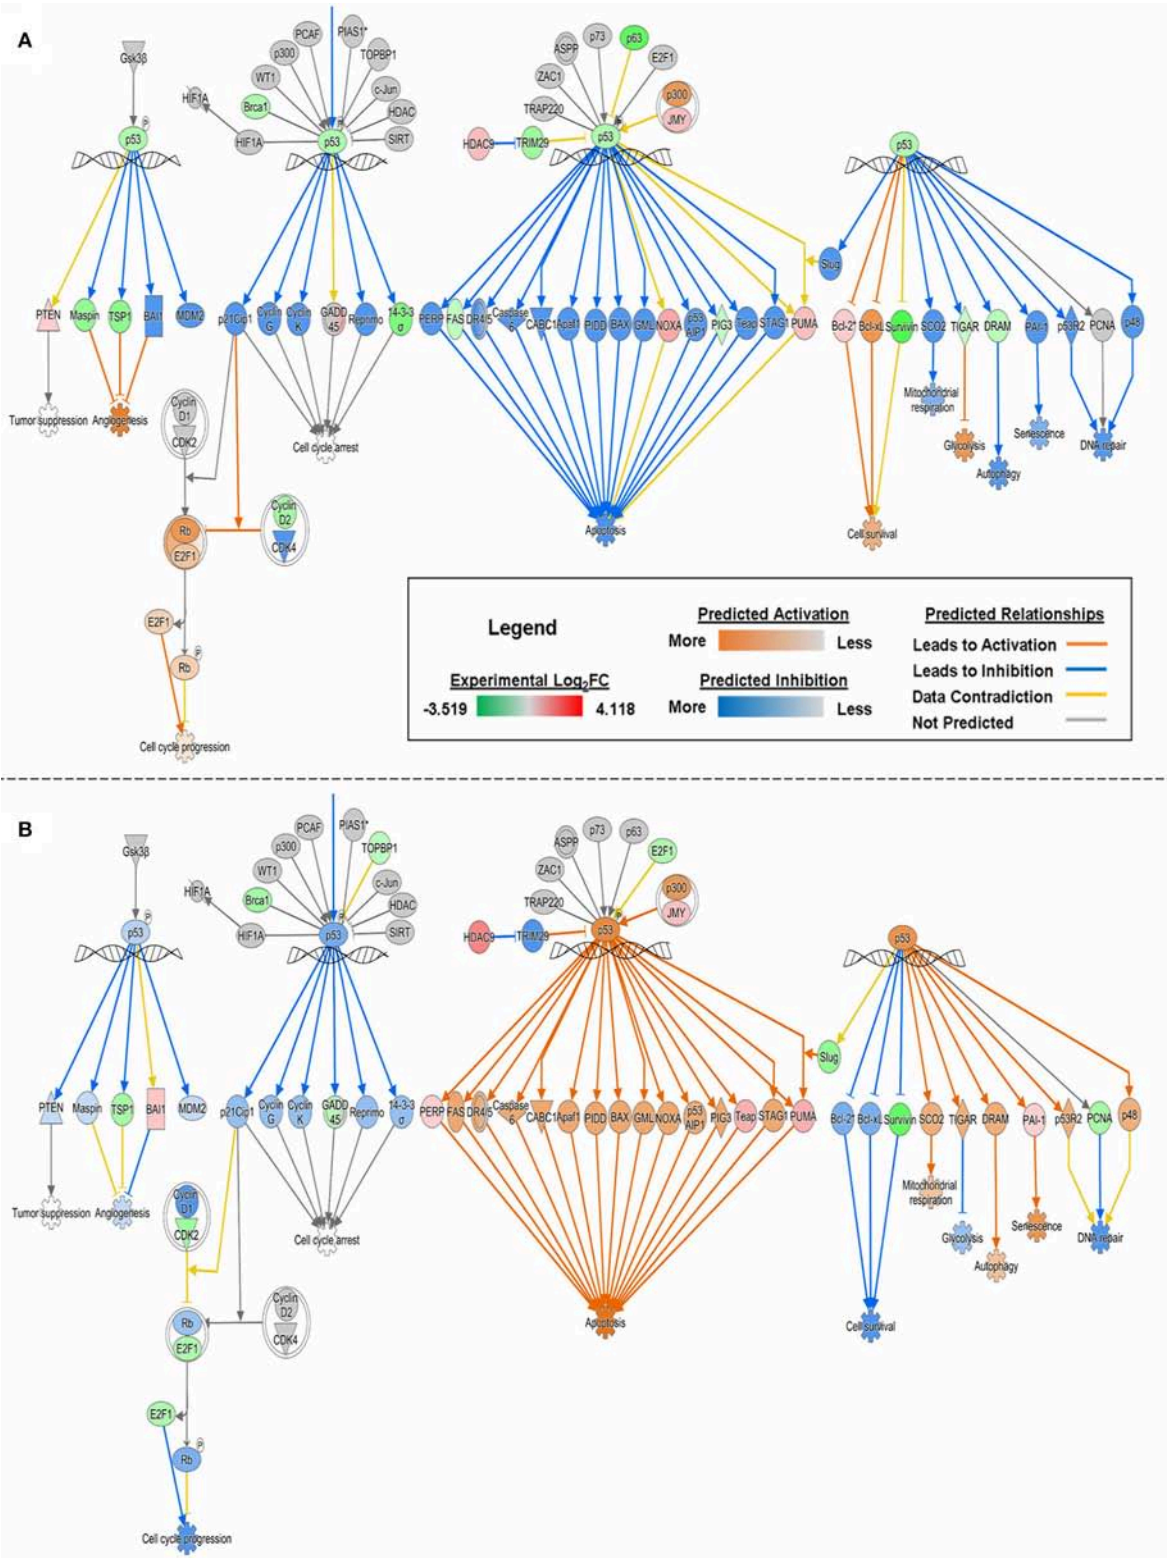 A
Gsk3β
P
p53
PTEN
Maspin
TSP1
BAI1
MDM2
Tumor suppression
Angiogenesis
HIF1A
HIF1A
Brca1
WT1
p300
PCAF
PIAS1*
TOPBP1
c-Jun
HDAC
SIRT
P
p53
p21Cip1
Cyclin G
Cyclin K
GADD 45
Reprimo
14-3-3 σ
Cell cycle arrest
Cyclin D1
CDK2
Rb
E2F1
Cyclin D2
CDK4
E2F1
P
Rb
Cell cycle progression
HDAC9
TRIM29
TRAP220
ZAC1
ASPP
p73
p63
E2F1
p300
JMY
p53
PERP
FAS
DR4/5
Caspase 6
CABC1
Apaf1
PIDD
BAX
GML
NOXA
p53 AIP1
PIG3
Teap
STAG1
PUMA
Apoptosis
p53
Slug
Bcl-2*
Bcl-xL
Survivin
SCO2
TIGAR
DRAM
PAI-1
p53R2
PCNA
p48
Mitochondrial respiration
Glycolysis
Autophagy
Senescence
DNA repair
Cell survival
Legend
Experimental Log2FC
-3.519 4.118
Predicted Activation
More Less
Predicted Inhibition
More Less
Predicted Relationships
Leads to Activation
Leads to Inhibition
Data Contradiction
Not Predicted
B
Gsk3β
P
p53
PTEN
Maspin
TSP1
BAI1
MDM2
Tumor suppression
Angiogenesis
HIF1A
HIF1A
Brca1
WT1
p300
PCAF
PIAS1*
TOPBP1
c-Jun
HDAC
SIRT
P
p53
p21Cip1
Cyclin G
Cyclin K
GADD 45
Reprimo
14-3-3 σ
Cell cycle arrest
Cyclin D1
CDK2
Rb
E2F1
Cyclin D2
CDK4
E2F1
P
Rb
Cell cycle progression
HDAC9
TRIM29
TRAP220
ZAC1
ASPP
p73
p63
E2F1
p300
JMY
P
p53
PERP
FAS
DR4/5
Caspase 6
CABC1
Apaf1
PIDD
BAX
GML
NOXA
p53 AIP1
PIG3
Teap
STAG1
PUMA
Apoptosis
p53
Slug
Bcl-2*
Bcl-xL
Survivin
SCO2
TIGAR
DRAM
PAI-1
p53R2
PCNA
p48
Mitochondrial respiration
Glycolysis
Autophagy
Senescence
DNA repair
Cell survival